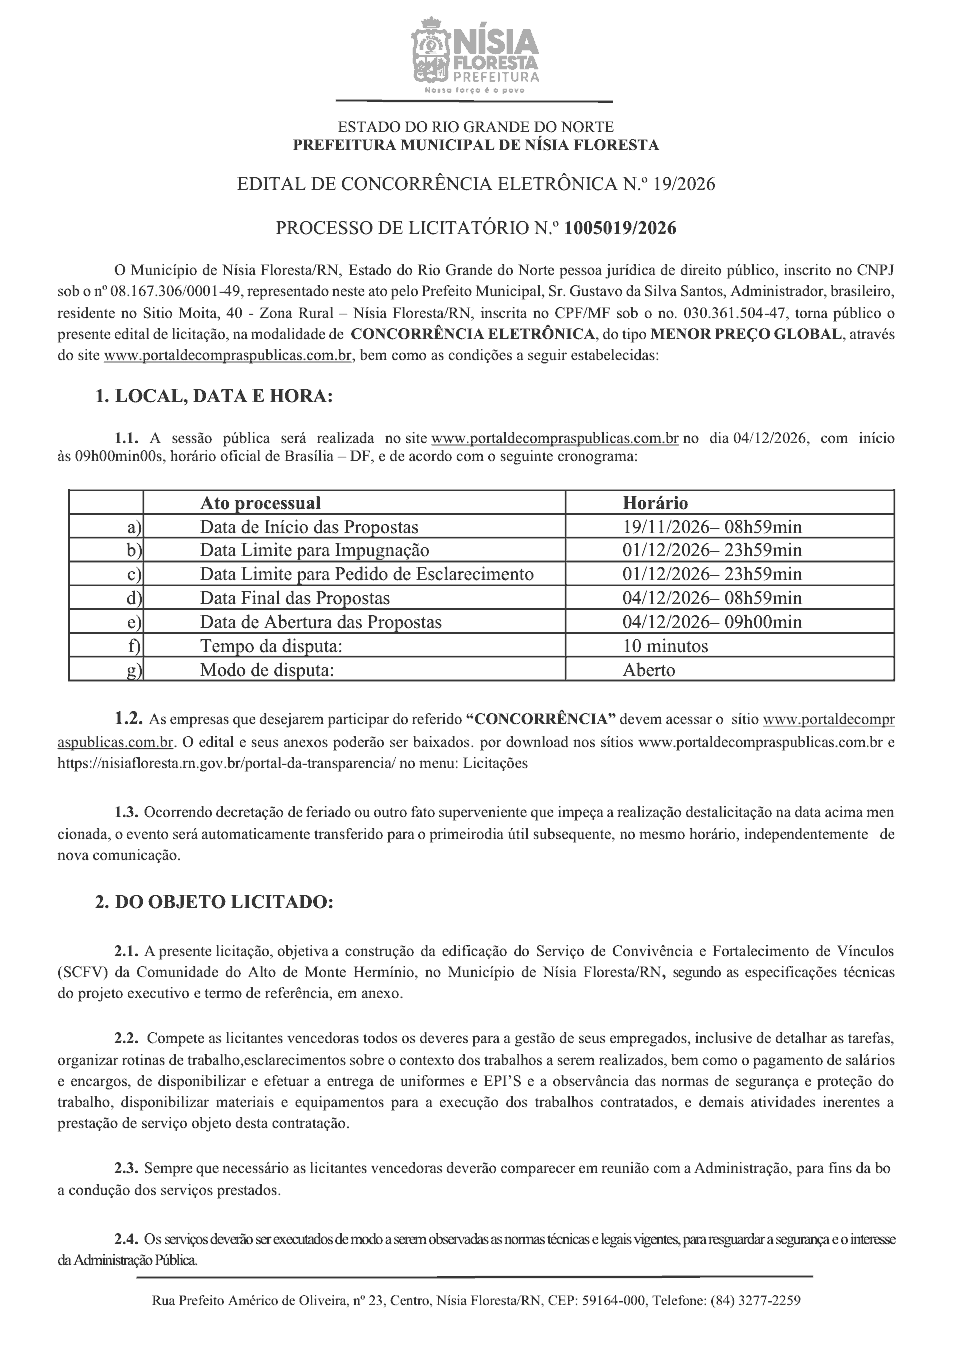 NÍSIA
FLORESTA
PREFEITURA
Nossa força é o povo
ESTADO DO RIO GRANDE DO NORTE
PREFEITURA MUNICIPAL DE NÍSIA FLORESTA
EDITAL DE CONCORRÊNCIA ELETRÔNICA N.º 19/2026
PROCESSO DE LICITATÓRIO N.º 1005019/2026
O Município de Nísia Floresta/RN, Estado do Rio Grande do Norte pessoa jurídica de direito público, inscrito no CNPJ
sob o nº 08.167.306/0001-49, representado neste ato pelo Prefeito Municipal, Sr. Gustavo da Silva Santos, Administrador, brasileiro,
residente no Sitio Moita, 40 - Zona Rural – Nísia Floresta/RN, inscrita no CPF/MF sob o no. 030.361.504-47, torna público o
presente edital de licitação, na modalidade de CONCORRÊNCIA ELETRÔNICA, do tipo MENOR PREÇO GLOBAL, através
do site www.portaldecompraspublicas.com.br, bem como as condições a seguir estabelecidas:
1. LOCAL, DATA E HORA:
1.1. A sessão pública será realizada no site www.portaldecompraspublicas.com.br no dia 04/12/2026, com início
às 09h00min00s, horário oficial de Brasília – DF, e de acordo com o seguinte cronograma:
Ato processual Horário
a) Data de Início das Propostas 19/11/2026– 08h59min
b) Data Limite para Impugnação 01/12/2026– 23h59min
c) Data Limite para Pedido de Esclarecimento 01/12/2026– 23h59min
d) Data Final das Propostas 04/12/2026– 08h59min
e) Data de Abertura das Propostas 04/12/2026– 09h00min
f) Tempo da disputa: 10 minutos
g) Modo de disputa: Aberto
1.2. As empresas que desejarem participar do referido “CONCORRÊNCIA” devem acessar o sítio www.portaldecompr
aspublicas.com.br. O edital e seus anexos poderão ser baixados. por download nos sítios www.portaldecompraspublicas.com.br e
https://nisiafloresta.rn.gov.br/portal-da-transparencia/ no menu: Licitações
1.3. Ocorrendo decretação de feriado ou outro fato superveniente que impeça a realização destalicitação na data acima men
cionada, o evento será automaticamente transferido para o primeirodia útil subsequente, no mesmo horário, independentemente de
nova comunicação.
2. DO OBJETO LICITADO:
2.1. A presente licitação, objetiva a construção da edificação do Serviço de Convivência e Fortalecimento de Vínculos
(SCFV) da Comunidade do Alto de Monte Hermínio, no Município de Nísia Floresta/RN, segundo as especificações técnicas
do projeto executivo e termo de referência, em anexo.
2.2. Compete as licitantes vencedoras todos os deveres para a gestão de seus empregados, inclusive de detalhar as tarefas,
organizar rotinas de trabalho,esclarecimentos sobre o contexto dos trabalhos a serem realizados, bem como o pagamento de salários
e encargos, de disponibilizar e efetuar a entrega de uniformes e EPI’S e a observância das normas de segurança e proteção do
trabalho, disponibilizar materiais e equipamentos para a execução dos trabalhos contratados, e demais atividades inerentes a
prestação de serviço objeto desta contratação.
2.3. Sempre que necessário as licitantes vencedoras deverão comparecer em reunião com a Administração, para fins da bo
a condução dos serviços prestados.
2.4. Os serviços deverão ser executados de modo a serem observadas as normas técnicas e legais vigentes, para resguardar a segurança e o interesse
da Administração Pública.
Rua Prefeito Américo de Oliveira, nº 23, Centro, Nísia Floresta/RN, CEP: 59164-000, Telefone: (84) 3277-2259